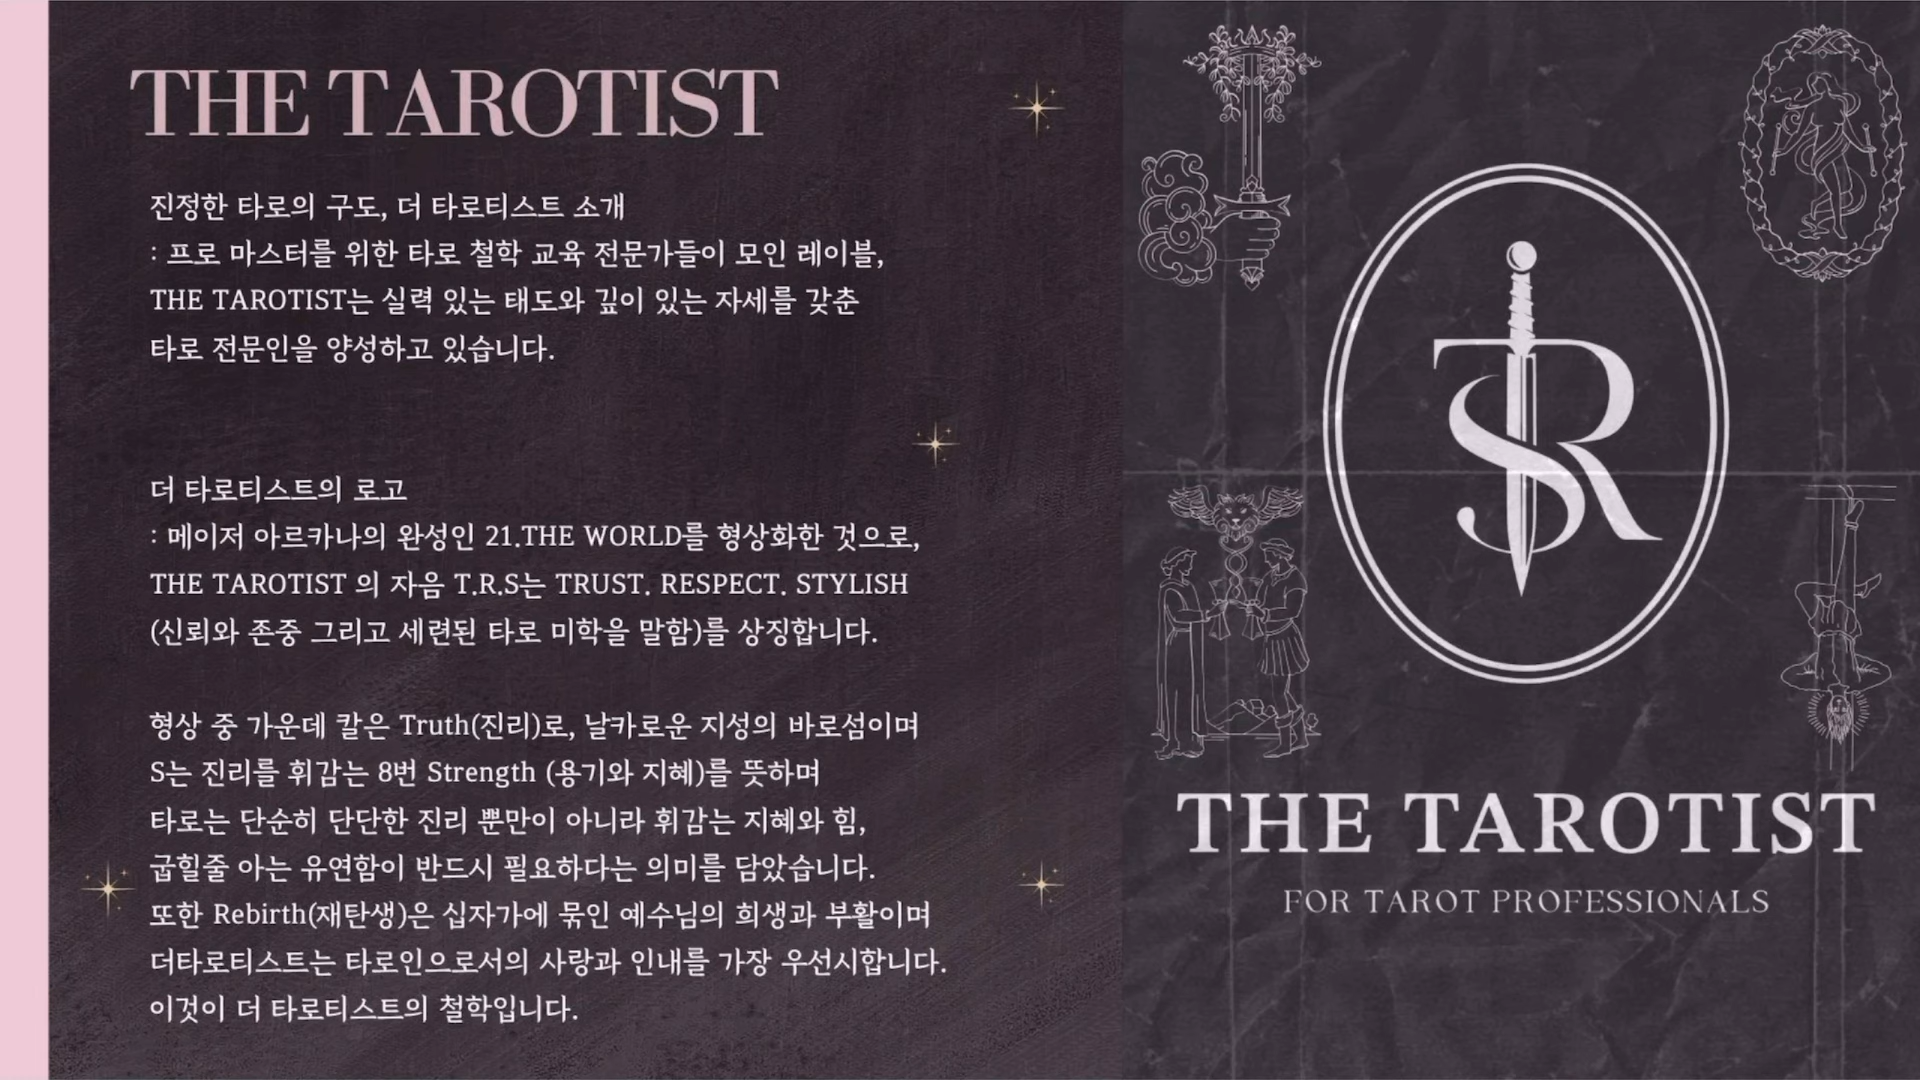 THE TAROTIST
진정한 타로의 구도, 더 타로티스트 소개
: 프로 마스터를 위한 타로 철학 교육 전문가들이 모인 레이블,
THE TAROTIST는 실력 있는 태도와 깊이 있는 자세를 갖춘
타로 전문인을 양성하고 있습니다.
더 타로티스트의 로고
: 메이저 아르카나의 완성인 21.THE WORLD를 형상화한 것으로,
THE TAROTIST 의 자음 T.R.S는 TRUST. RESPECT. STYLISH
(신뢰와 존중 그리고 세련된 타로 미학을 말함)를 상징합니다.
형상 중 가운데 칼은 Truth(진리)로, 날카로운 지성의 바로섬이며
S는 진리를 휘감는 8번 Strength (용기와 지혜)를 뜻하며
타로는 단순히 단단한 진리 뿐만이 아니라 휘감는 지혜와 힘,
굽힐줄 아는 유연함이 반드시 필요하다는 의미를 담았습니다.
또한 Rebirth(재탄생)은 십자가에 묶인 예수님의 희생과 부활이며
더타로티스트는 타로인으로서의 사랑과 인내를 가장 우선시합니다.
이것이 더 타로티스트의 철학입니다.
TSR
THE TAROTIST
FOR TAROT PROFESSIONALS